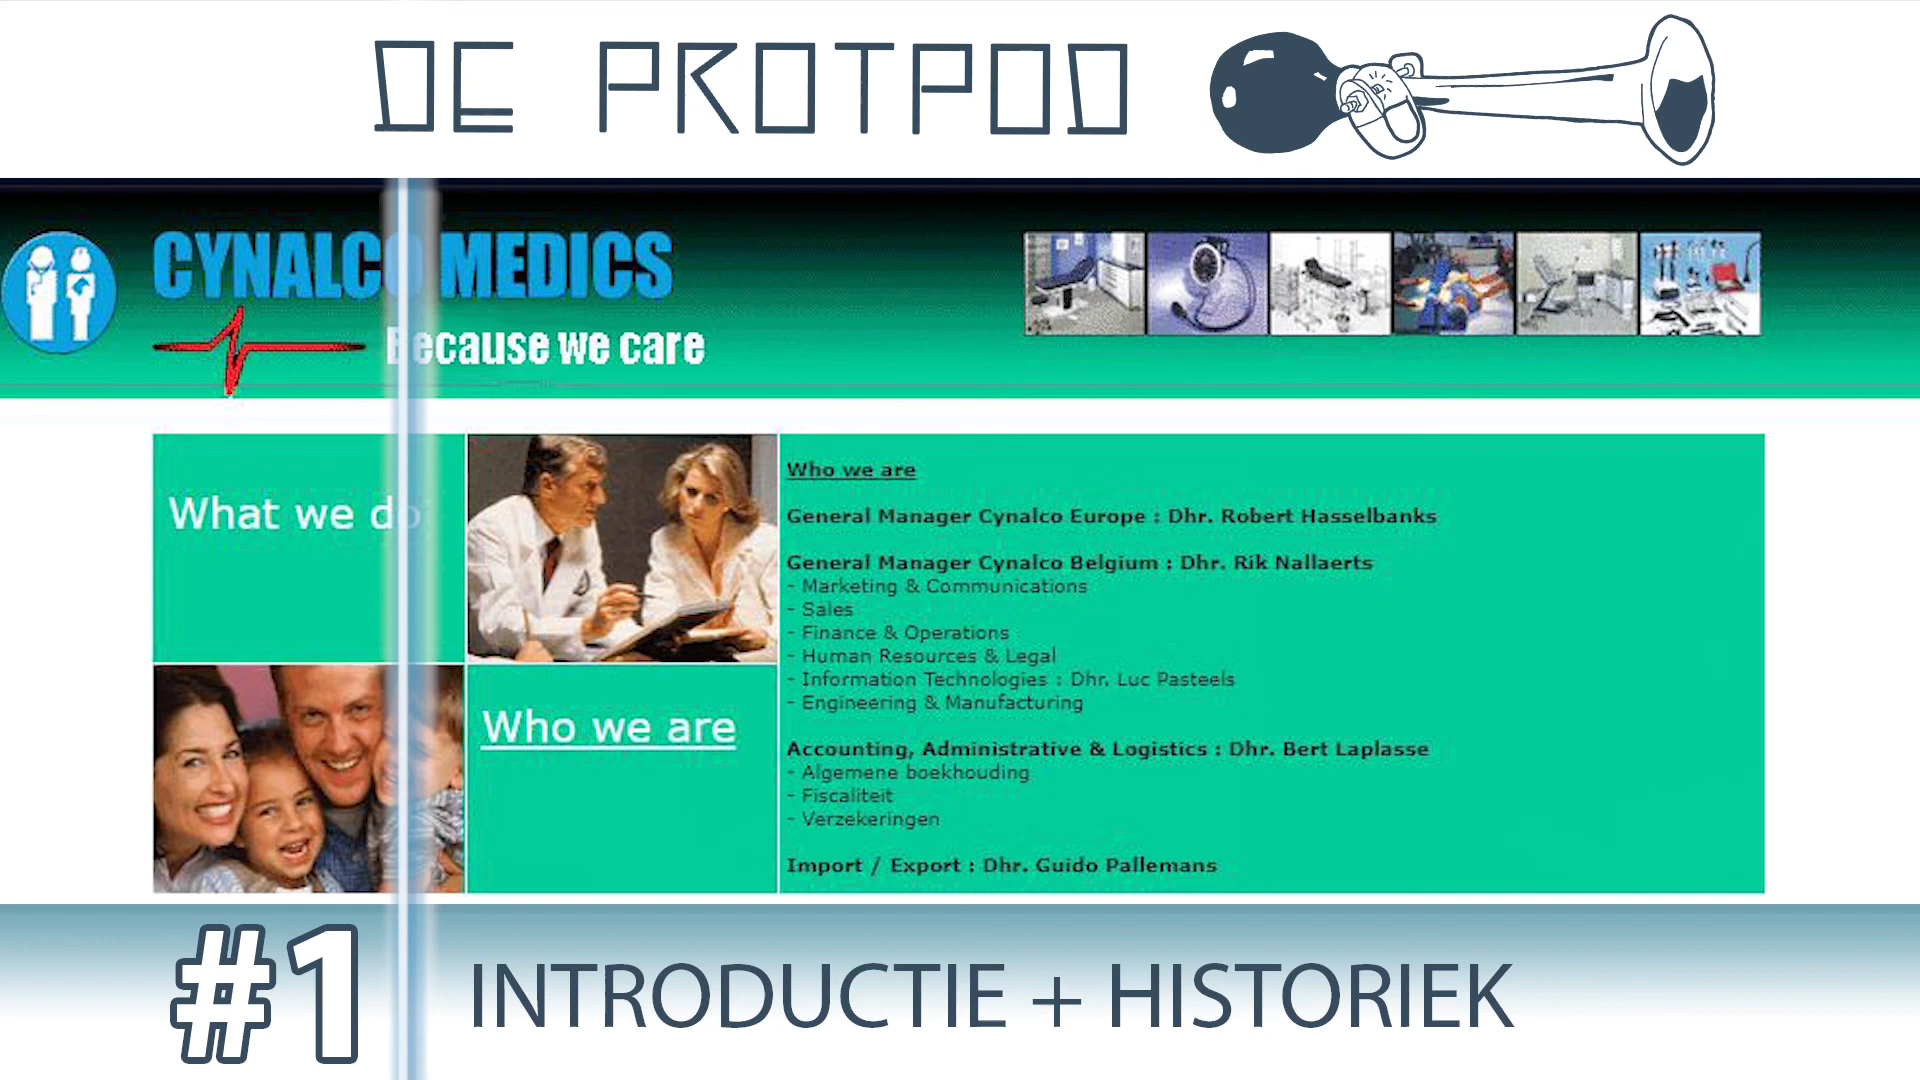 DE PROTPOD
CYNALCO MEDICS
Because we care
What we do
Who we are
Who we are
General Manager Cynalco Europe : Dhr. Robert Hasselbanks
General Manager Cynalco Belgium : Dhr. Rik Nallaerts
- Marketing & Communications
- Sales
- Finance & Operations
- Human Resources & Legal
- Information Technologies : Dhr. Luc Pasteels
- Engineering & Manufacturing
Accounting, Administrative & Logistics : Dhr. Bert Laplasse
- Algemene boekhouding
- Fiscaliteit
- Verzekeringen
Import / Export : Dhr. Guido Pallemans
#1
INTRODUCTIE + HISTORIEK